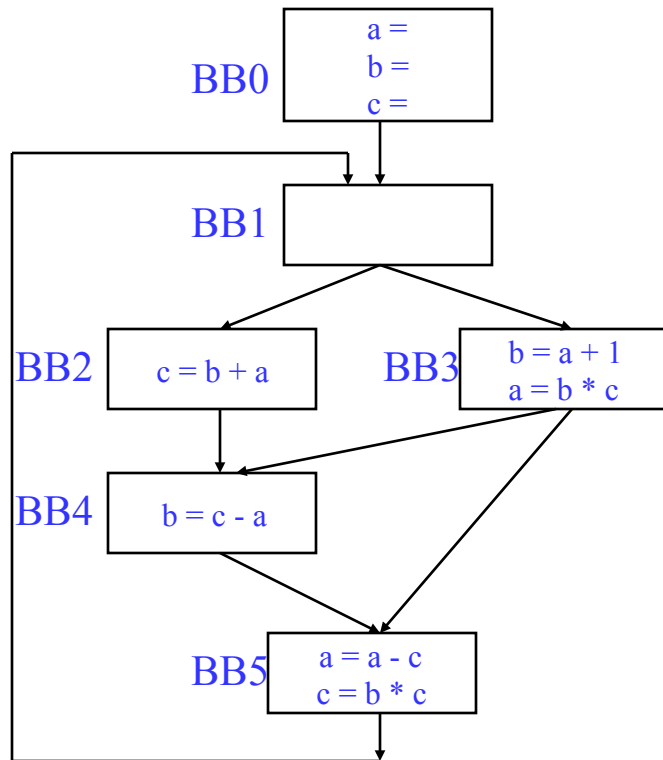 a =
b =
BB0
c =
BB1
BB2
c = b + a
BB3
b = a + 1
a = b * c
BB4
b = c - a
BB5
a = a - c
c = b * c